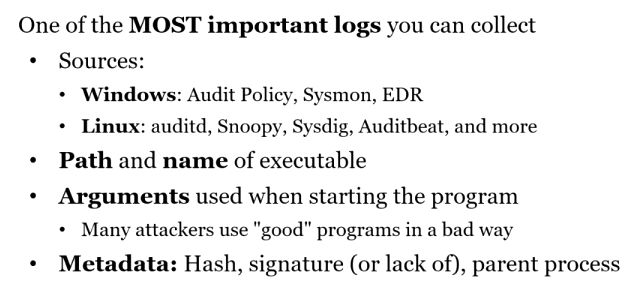 One of the MOST important logs you can collect
• Sources:
• Windows: Audit Policy, Sysmon, EDR
• Linux: auditd, Snoopy, Sysdig, Auditbeat, and more
• Path and name of executable
• Arguments used when starting the program
• Many attackers use "good" programs in a bad way
• Metadata: Hash, signature (or lack of), parent process